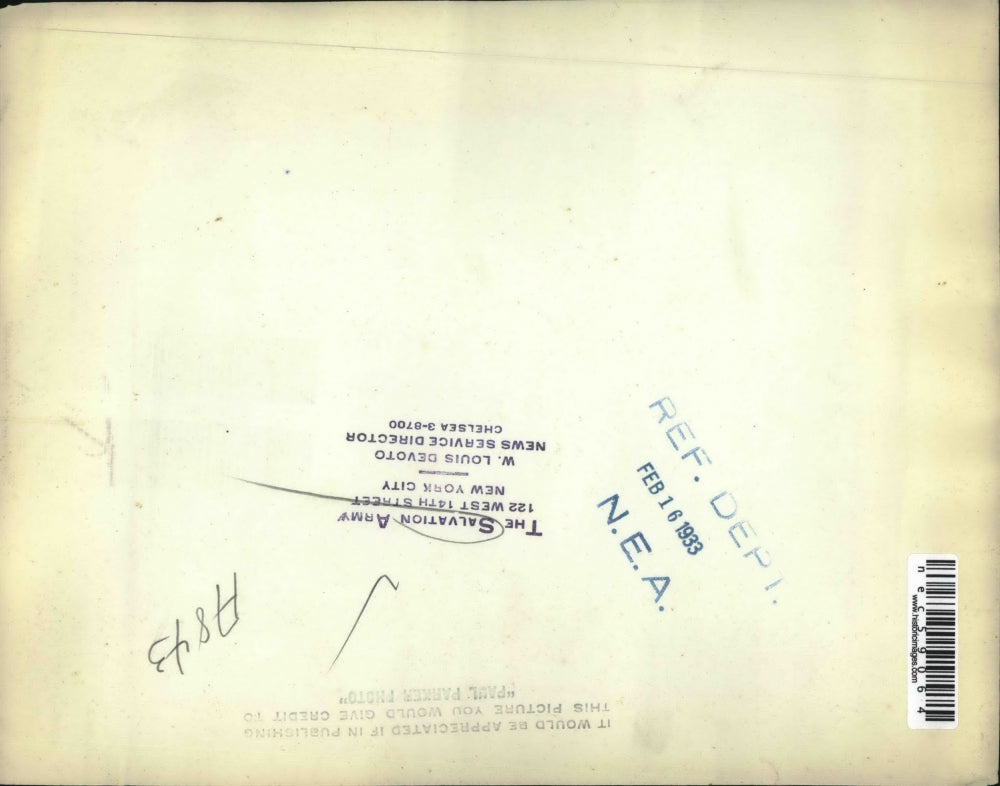 REF. DEPT.
FEB 16 1933
N. E. A.
THE SALVATION ARMY
122 WEST 14TH STREET
NEW YORK CITY
W. LOUIS DEVOTO
NEWS SERVICE DIRECTOR
CHELSEA 3-8700
A843
IT WOULD BE APPRECIATED IF IN PUBLISHING
THIS PICTURE YOU WOULD GIVE CREDIT TO
"PAUL PARKER PHOTO"
nec59064
www.historicimages.com